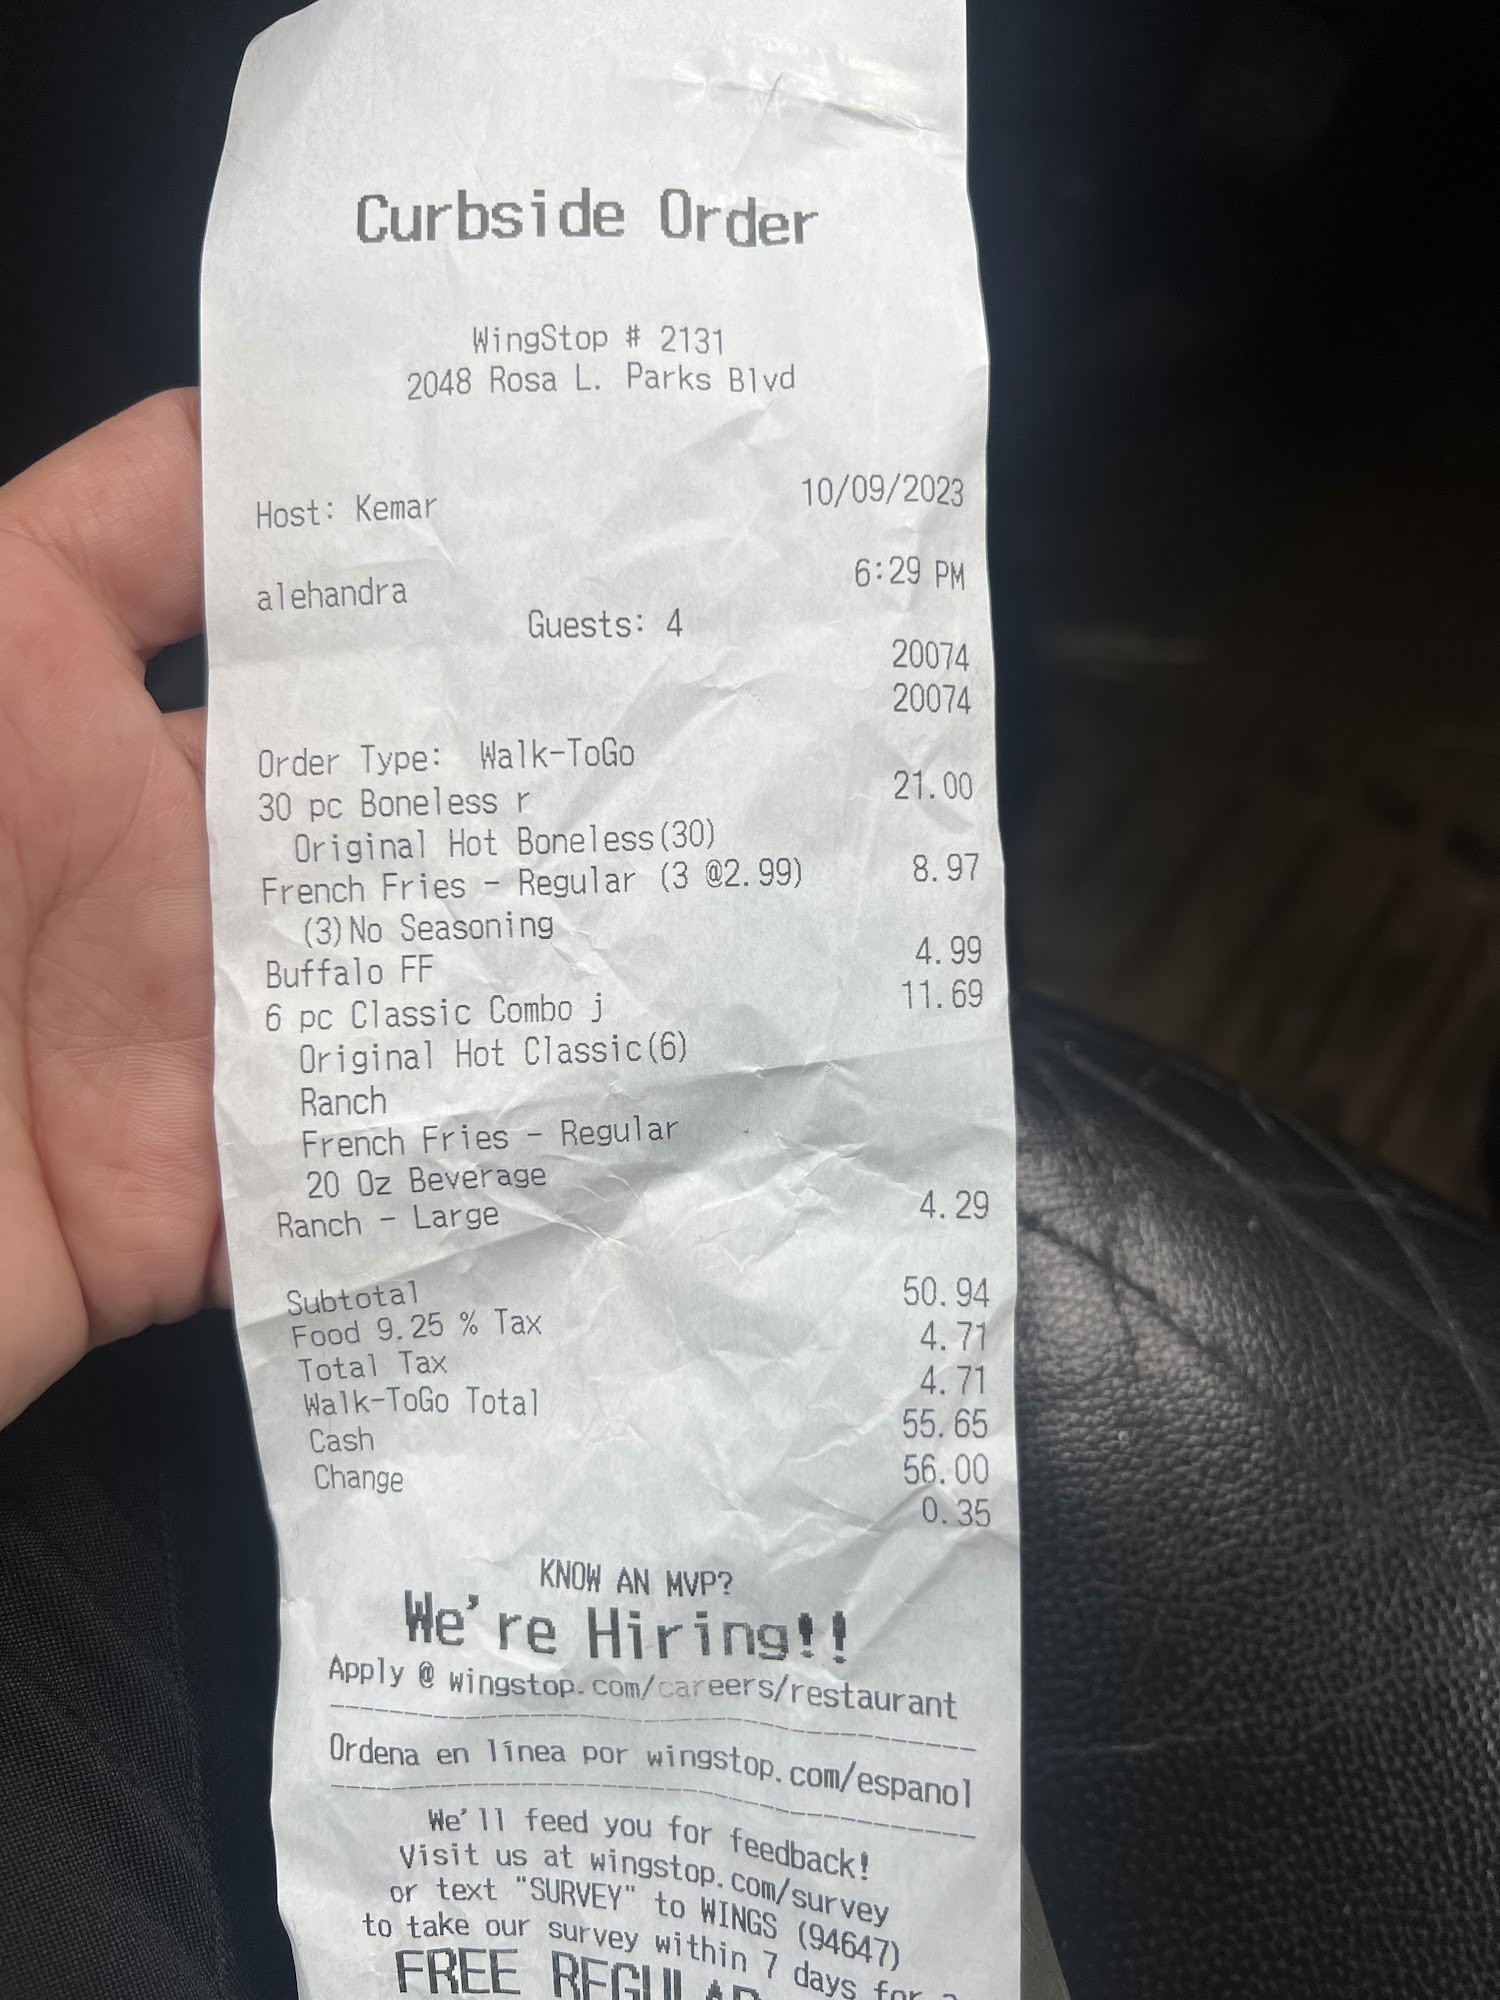 Curbside Order
WingStop # 2131
2048 Rosa L. Parks Blvd
Host: Kemar 10/09/2023
alehandra 6:29 PM
Guests: 4
20074
20074
Order Type: Walk-ToGo
30 pc Boneless r 21.00
Original Hot Boneless(30)
French Fries - Regular (3 @2.99) 8.97
(3)No Seasoning
Buffalo FF 4.99
6 pc Classic Combo j 11.69
Original Hot Classic(6)
Ranch
French Fries - Regular
20 Oz Beverage
Ranch - Large 4.29
Subtotal 50.94
Food 9.25 % Tax 4.71
Total Tax 4.71
Walk-ToGo Total 55.65
Cash 56.00
Change 0.35
KNOW AN MVP?
We're Hiring!!
Apply @ wingstop.com/careers/restaurant
Ordena en línea por wingstop.com/espanol
We'll feed you for feedback!
Visit us at wingstop.com/survey
or text "SURVEY" to WINGS (94647)
to take our survey within 7 days for a
FREE REGULAR